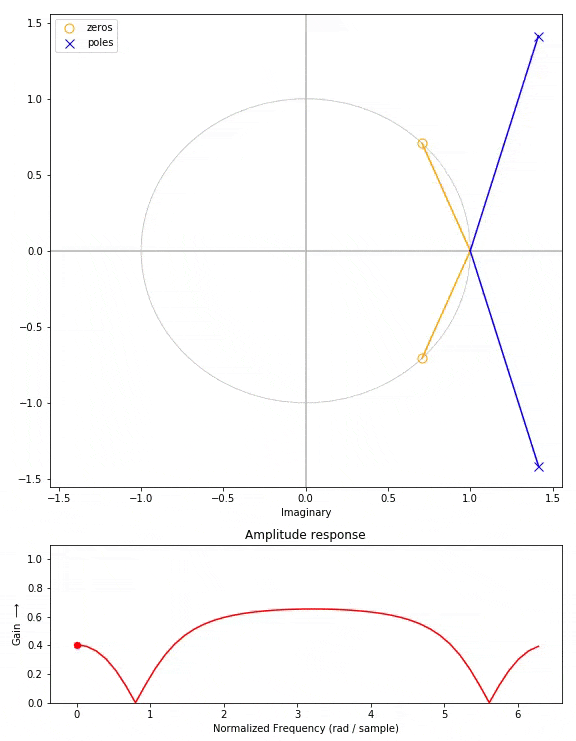 1.5
zeros
poles
1.0
0.5
0.0
−0.5
−1.0
−1.5
−1.5 −1.0 −0.5 0.0 0.5 1.0 1.5
Imaginary
Amplitude response
1.0
0.8
0.6
0.4
0.2
0.0
Gain ⟶
0 1 2 3 4 5 6
Normalized Frequency (rad / sample)